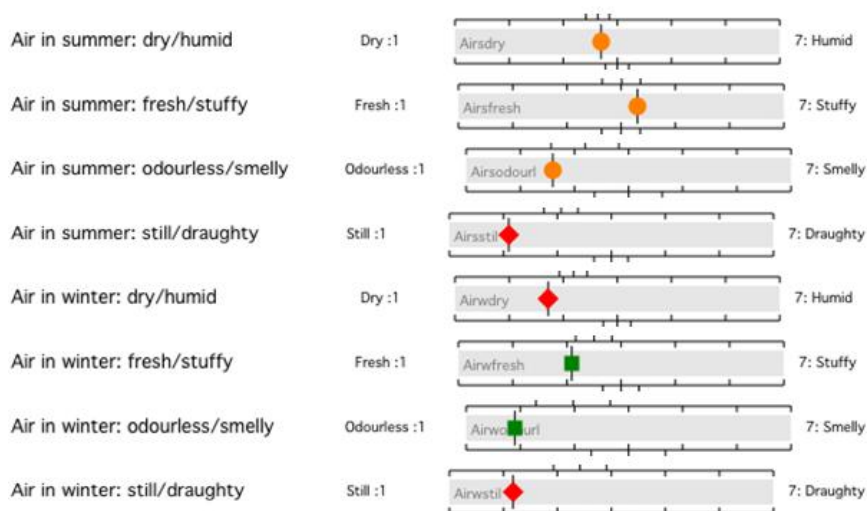 Air in summer: dry/humid Dry :1 Airsdry 7: Humid
Air in summer: fresh/stuffy Fresh :1 Airsfresh 7: Stuffy
Air in summer: odourless/smelly Odourless :1 Airsodourl 7: Smelly
Air in summer: still/draughty Still :1 Airsstil 7: Draughty
Air in winter: dry/humid Dry :1 Airwdry 7: Humid
Air in winter: fresh/stuffy Fresh :1 Airwfresh 7: Stuffy
Air in winter: odourless/smelly Odourless :1 7: Smelly
Air in winter: still/draughty Still :1 Airwstil 7: Draughty